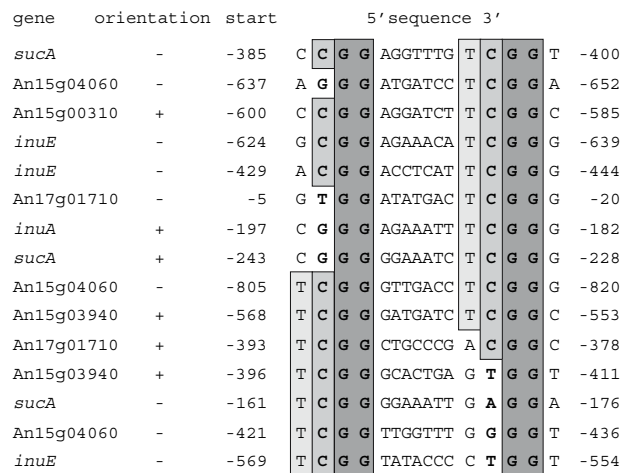 gene orientation start 5'sequence 3'
sucA - -385 C C G G AGGTTTG T C G G T -400
An15g04060 - -637 A G G G ATGATCC T C G G A -652
An15g00310 + -600 C C G G AGGATCT T C G G C -585
inuE - -624 G C G G AGAAACA T C G G G -639
inuE - -429 A C G G ACCTCAT T C G G G -444
An17g01710 - -5 G T G G ATATGAC T C G G G -20
inuA + -197 C G G G AGAAATT T C G G G -182
sucA + -243 C G G G GGAAATC T C G G G -228
An15g04060 - -805 T C G G GTTGACC T C G G G -820
An15g03940 + -568 T C G G GGATGATC T C G G C -553
An17g01710 + -393 T C G G CTGCCCG A C G G C -378
An15g03940 + -396 T C G G GCACTGA G T G G T -411
sucA - -161 T C G G GGAAATT G A G G A -176
An15g04060 - -421 T C G G TTGGTTT G G G G T -436
inuE - -569 T C G G TATACCC C T G G T -554